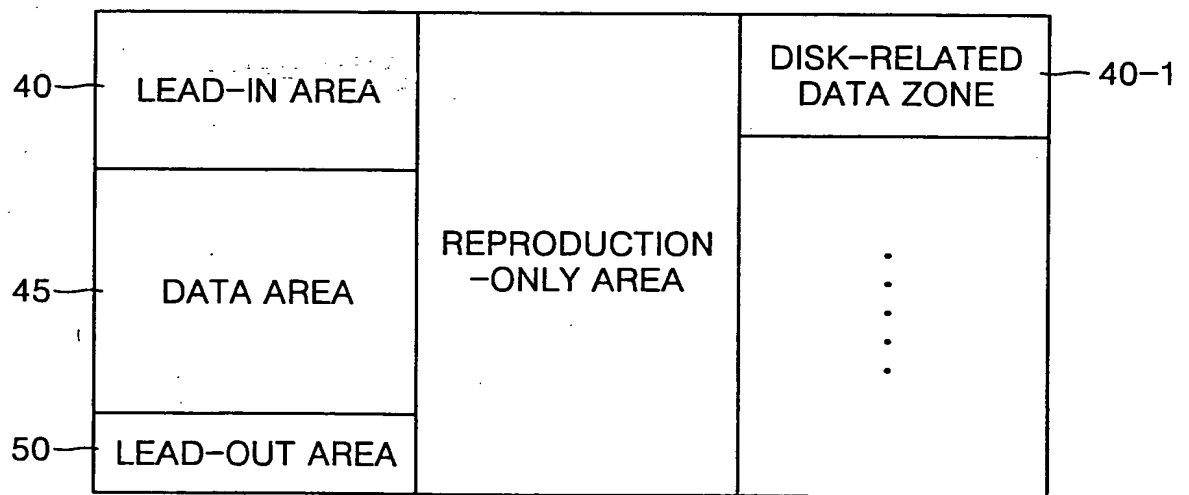 40
LEAD-IN AREA
DISK-RELATED
DATA ZONE
40-1
45
DATA AREA
REPRODUCTION
-ONLY AREA
50
LEAD-OUT AREA